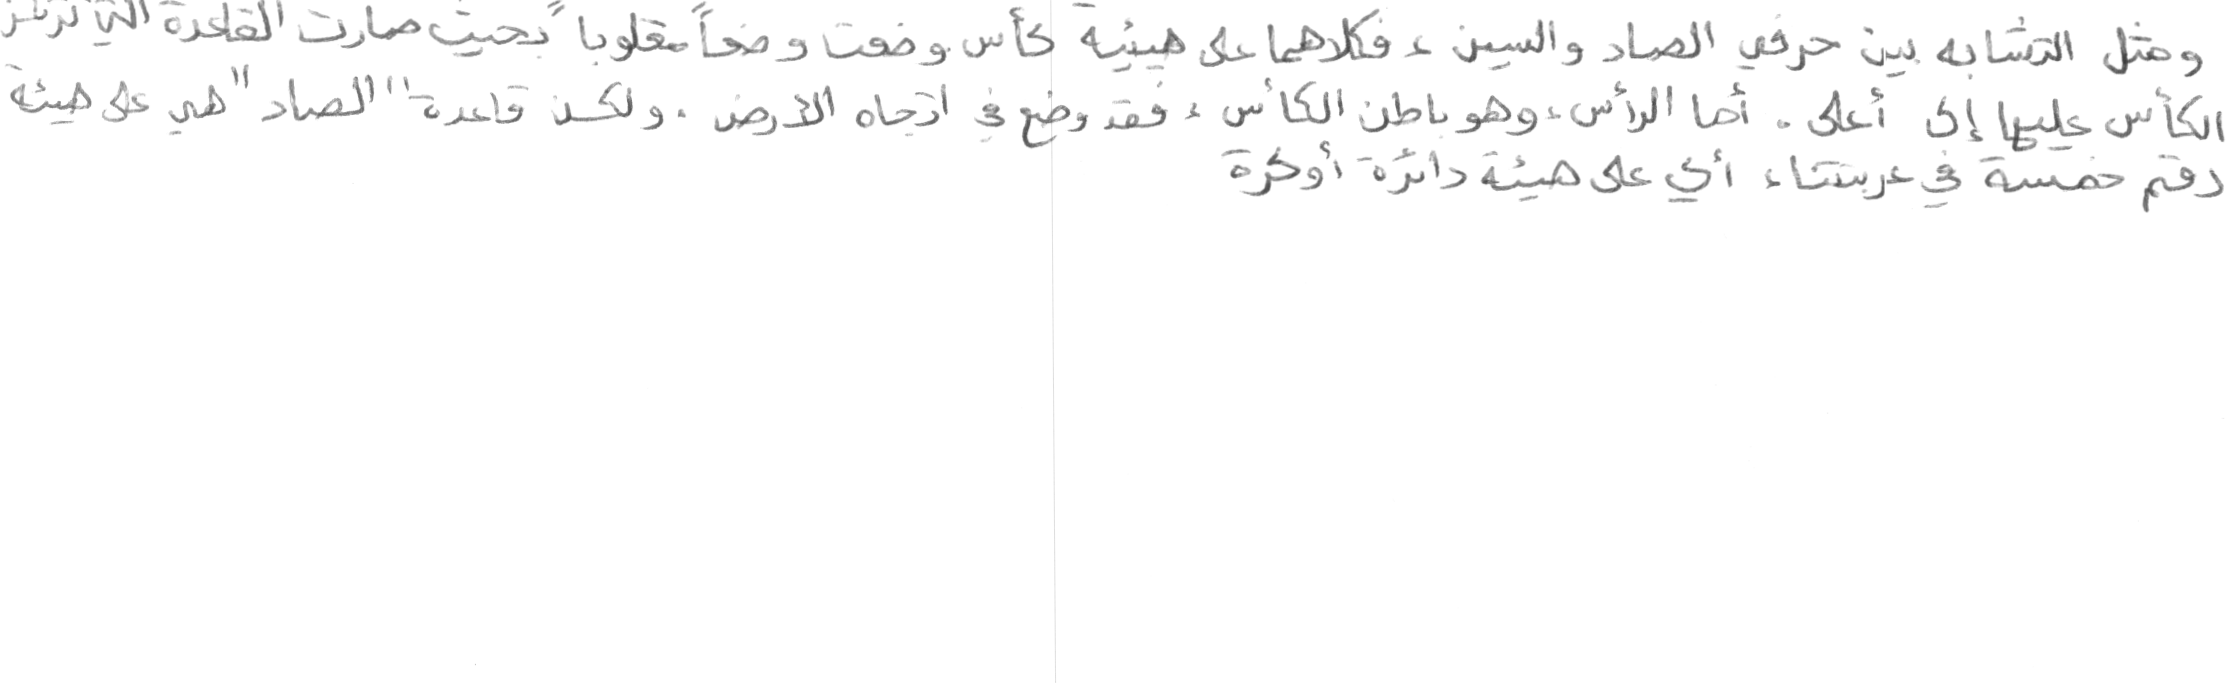 ومثل التشابه بين حرفي الصاد والسين ، فكلاهما على هيئية كأس وضعت وضعاً مقلوباً بحيث صارت القاعدة التي ترتكز
الكأس عليها إلى أعلى . أما الرأس ، وهو باطن الكأس ، فقد وضع في اتجاه الأرض . ولكن قاعدة "الصاد" هي على هيئة
رقم خمسة في عربيتنا ، أي على هيئة دائرة أو كرة